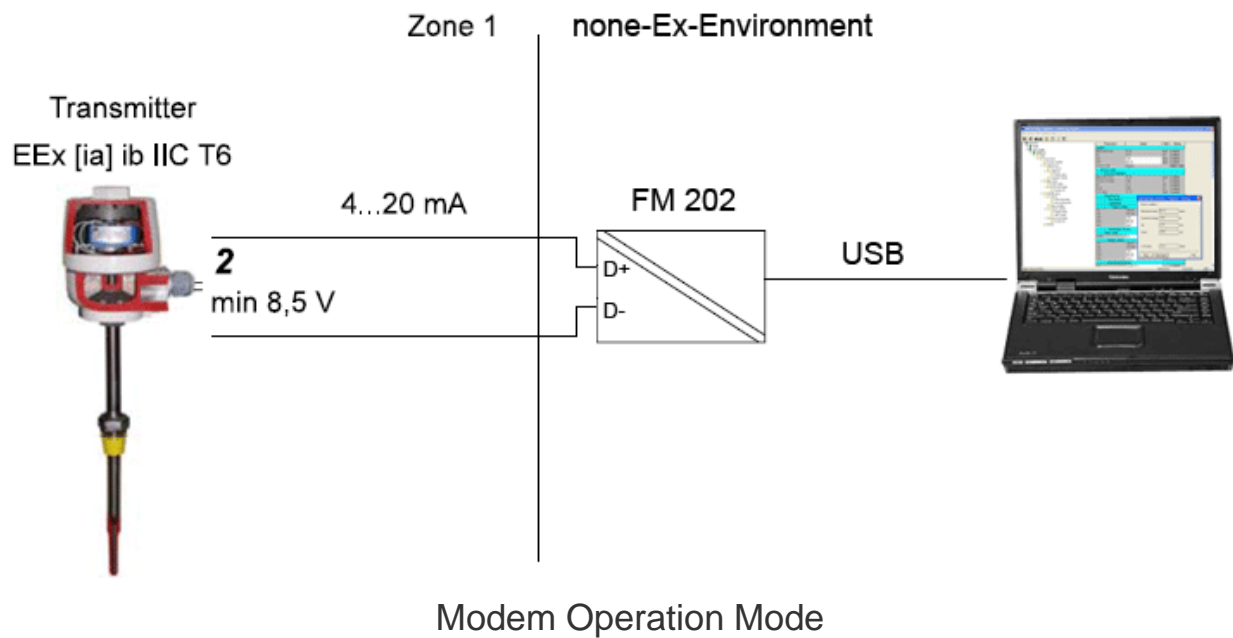 Zone 1
none-Ex-Environment
Transmitter
EEx [ia] ib IIC T6
4...20 mA
2
min 8,5 V
FM 202
D+
D-
USB
Modem Operation Mode